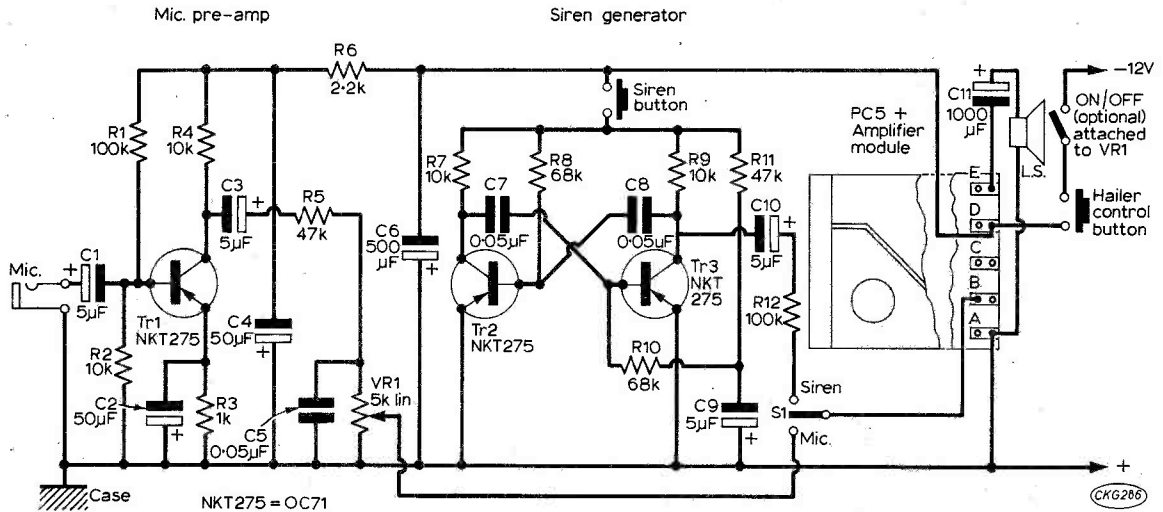 Mic. pre-amp
Siren generator
R6
2·2k
Siren
button
R1
100k
R4
10k
C3
5µF
R5
47k
C6
500
µF
R7
10k
C7
0·05µF
R8
68k
C8
0·05µF
R9
10k
R11
47k
C10
5µF
PC5 +
Amplifier
module
C11
1000
µF
L.S.
−12V
ON/OFF
(optional)
attached
to VR1
Hailer
control
button
E
D
C
B
A
Mic.
C1
5µF
Tr1
NKT275
R2
10k
C2
50µF
R3
1k
C4
50µF
C5
0·05µF
VR1
5k lin
Tr2
NKT275
Tr3
NKT
275
R10
68k
C9
5µF
R12
100k
Siren
S1
Mic.
Case
NKT275=OC71
+
CKG286